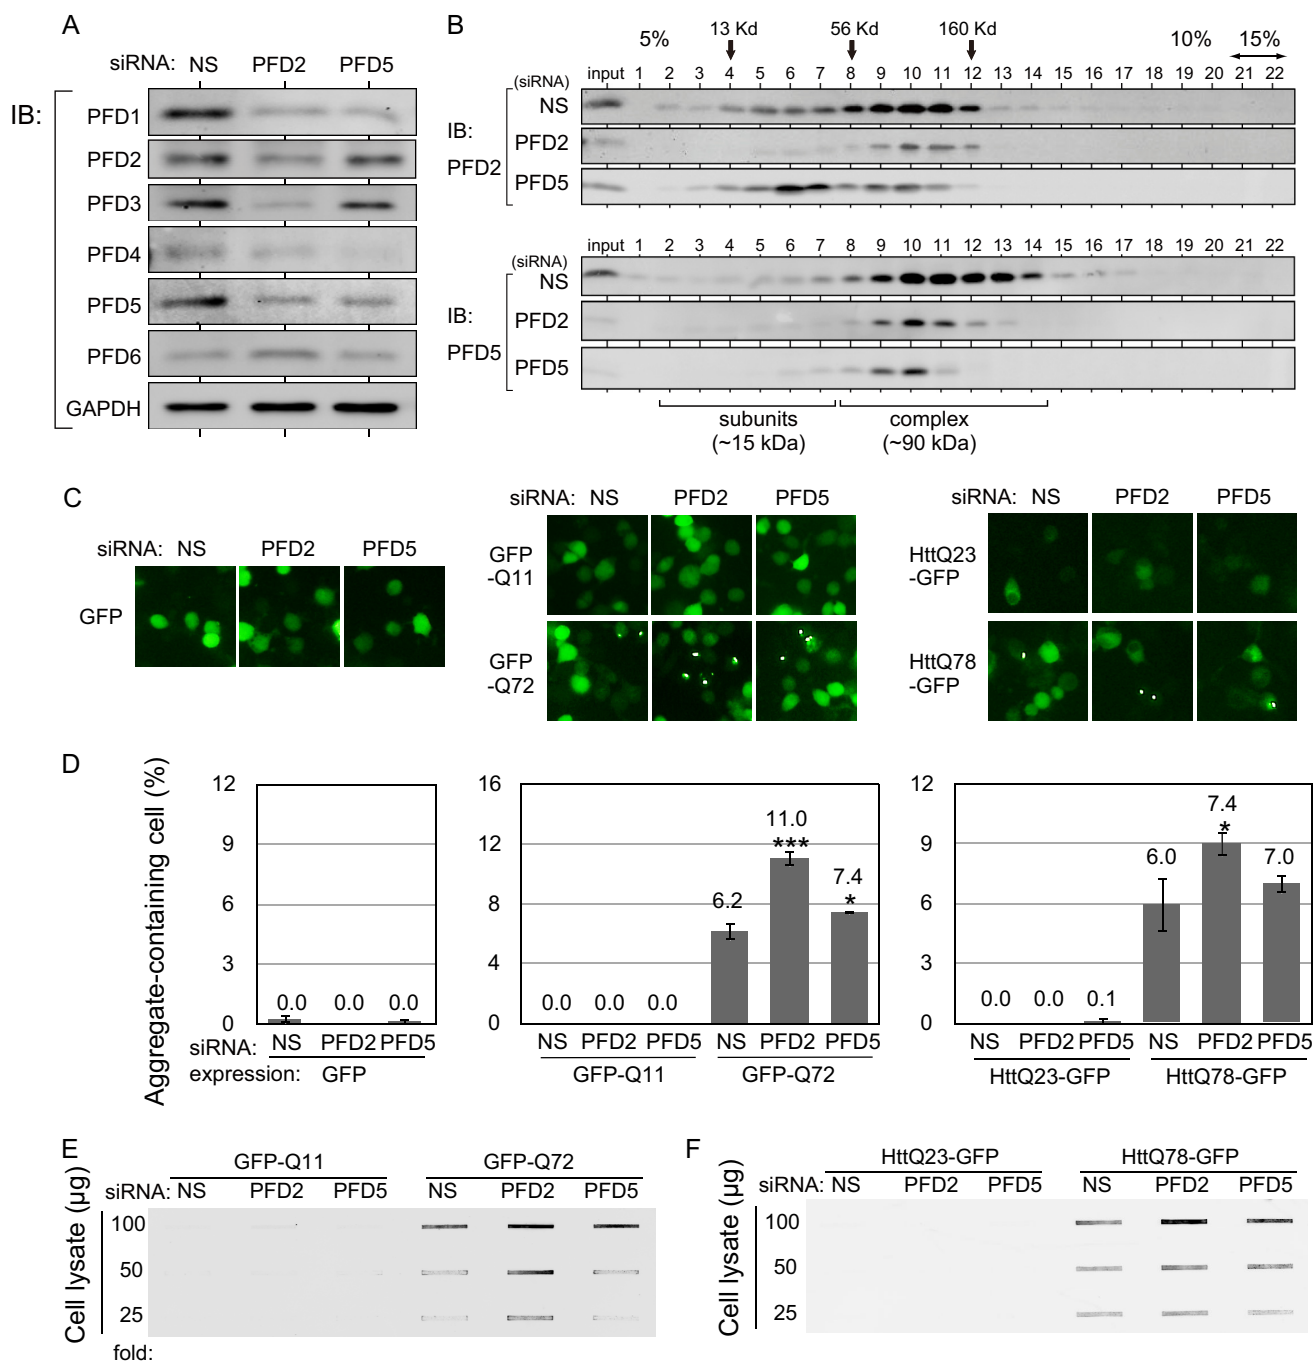 A
siRNA: NS PFD2 PFD5
IB:
PFD1
PFD2
PFD3
PFD4
PFD5
PFD6
GAPDH
B
13 Kd 56 Kd 160 Kd
5% 10% 15%
(siRNA) input 1 2 3 4 5 6 7 8 9 10 11 12 13 14 15 16 17 18 19 20 21 22
IB: PFD2
NS
PFD2
PFD5
(siRNA) input 1 2 3 4 5 6 7 8 9 10 11 12 13 14 15 16 17 18 19 20 21 22
IB: PFD5
NS
PFD2
PFD5
subunits complex
(~15 kDa) (~90 kDa)
C
siRNA: NS PFD2 PFD5
GFP
siRNA: NS PFD2 PFD5
GFP
-Q11
GFP
-Q72
siRNA: NS PFD2 PFD5
HttQ23
-GFP
HttQ78
-GFP
D
Aggregate-containing cell (%)
12
9
6
3
0
0.0 0.0 0.0
siRNA: NS PFD2 PFD5
expression: GFP
16
12
8
4
0
0.0 0.0 0.0 6.2 11.0 *** 7.4 *
NS PFD2 PFD5 NS PFD2 PFD5
GFP-Q11 GFP-Q72
12
9
6
3
0
0.0 0.0 0.1 6.0 7.4 * 7.0
NS PFD2 PFD5 NS PFD2 PFD5
HttQ23-GFP HttQ78-GFP
E
GFP-Q11 GFP-Q72
siRNA: NS PFD2 PFD5 NS PFD2 PFD5
Cell lysate (µg)
100
50
25
fold:
F
HttQ23-GFP HttQ78-GFP
siRNA: NS PFD2 PFD5 NS PFD2 PFD5
Cell lysate (µg)
100
50
25